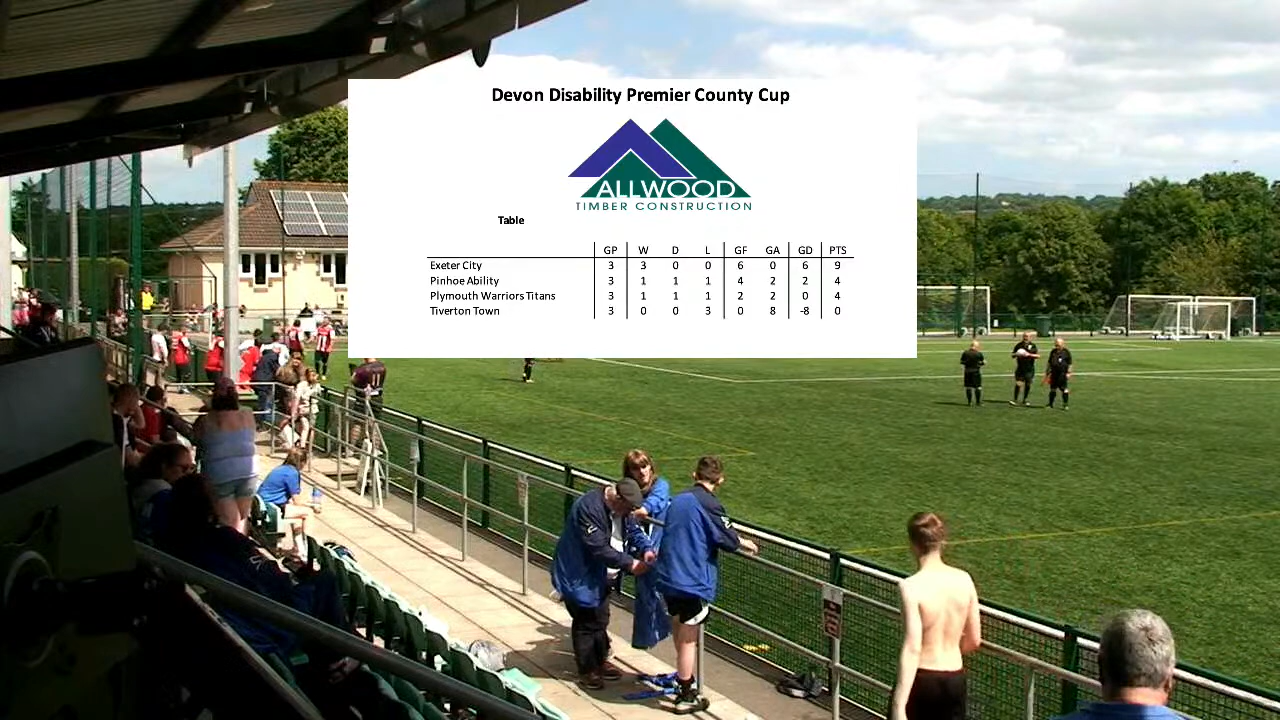 Devon Disability Premier County Cup
ALLWOOD
TIMBER CONSTRUCTION
Table
GP W D L GF GA GD PTS
Exeter City 3 3 0 0 6 0 6 9
Pinhoe Ability 3 1 1 1 4 2 2 4
Plymouth Warriors Titans 3 1 1 1 2 2 0 4
Tiverton Town 3 0 0 3 0 8 -8 0
11